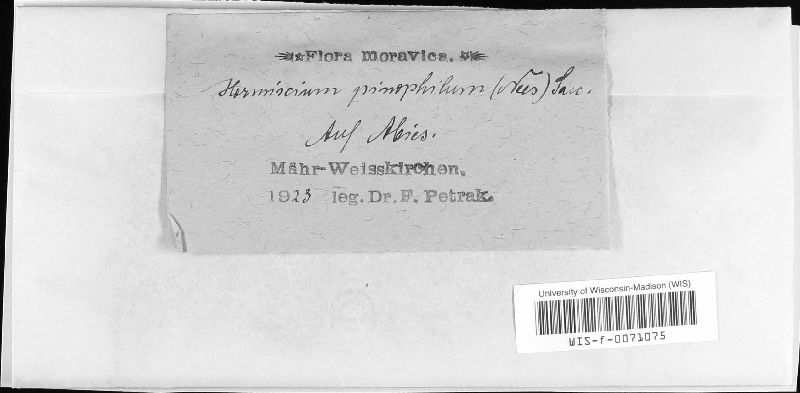 Flora moravica.
Hormiscium pinophilum (Nees) Sacc.
Auf Abies.
Mähr-Weisskirchen.
1923 leg. Dr. F. Petrak.
University of Wisconsin-Madison (WIS)
WIS-f-0071075